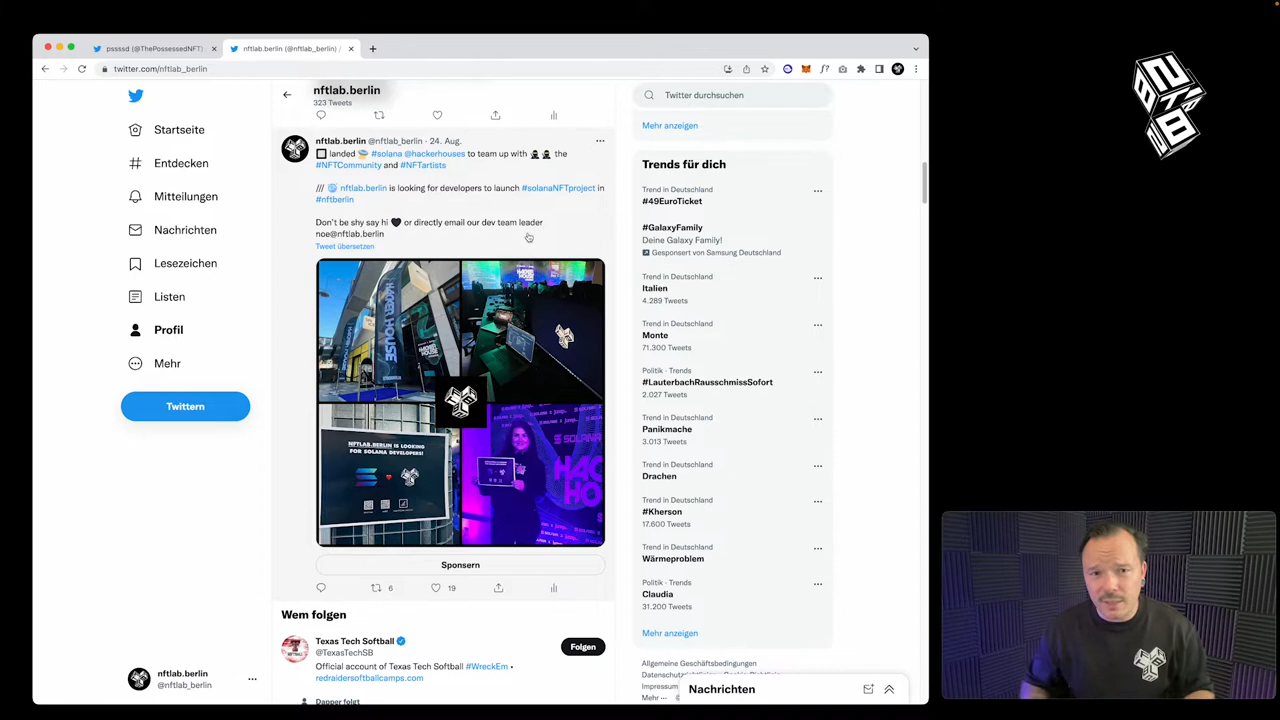 pssssd (@ThePossessedNFT)
nftlab.berlin (@nftlab_berlin) /
twitter.com/nftlab_berlin
nftlab.berlin
323 Tweets
Startseite
Entdecken
Mitteilungen
Nachrichten
Lesezeichen
Listen
Profil
Mehr
Twittern
nftlab.berlin
@nftlab_berlin
nftlab.berlin @nftlab_berlin · 24. Aug.
landed #solana @hackerhouses to team up with the
#NFTCommunity and #NFTartists
/// nftlab.berlin is looking for developers to launch #solanaNFTproject in
#nftberlin
Don't be shy say hi or directly email our dev team leader
noe@nftlab.berlin
Tweet übersetzen
HACKER HOUSE
NFTLAB.BERLIN IS LOOKING
FOR SOLANA DEVELOPERS!
SOLANA
Sponsern
6
19
Wem folgen
Texas Tech Softball
@TexasTechSB
Folgen
Official account of Texas Tech Softball #WreckEm •
redraidersoftballcamps.com
Dapper folgt
Twitter durchsuchen
Mehr anzeigen
Trends für dich
Trend in Deutschland
#49EuroTicket
#GalaxyFamily
Deine Galaxy Family!
Gesponsert von Samsung Deutschland
Trend in Deutschland
Italien
4.289 Tweets
Trend in Deutschland
Monte
71.300 Tweets
Politik · Trends
#LauterbachRausschmissSofort
2.027 Tweets
Trend in Deutschland
Panikmache
3.013 Tweets
Trend in Deutschland
Drachen
Trend in Deutschland
#Kherson
17.600 Tweets
Trend in Deutschland
Wärmeproblem
Politik · Trends
Claudia
31.200 Tweets
Mehr anzeigen
Allgemeine Geschäftsbedingungen
Impressum
Mehr ···
Nachrichten